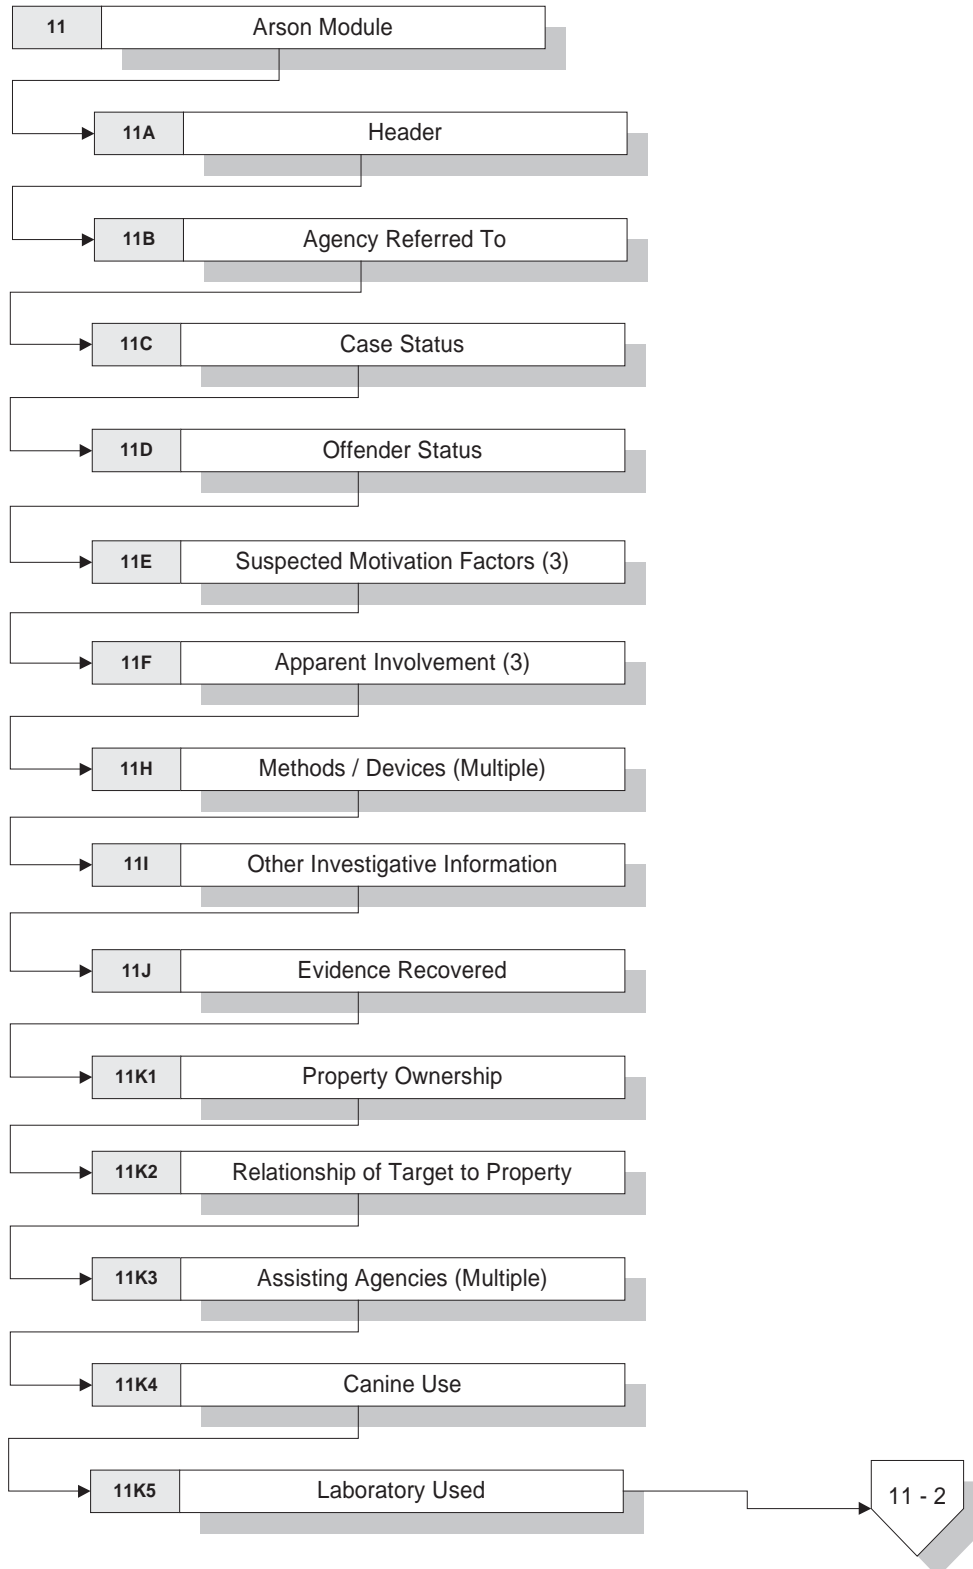 11 Arson Module
11A Header
11B Agency Referred To
11C Case Status
11D Offender Status
11E Suspected Motivation Factors (3)
11F Apparent Involvement (3)
11H Methods / Devices (Multiple)
11I Other Investigative Information
11J Evidence Recovered
11K1 Property Ownership
11K2 Relationship of Target to Property
11K3 Assisting Agencies (Multiple)
11K4 Canine Use
11K5 Laboratory Used
11 - 2